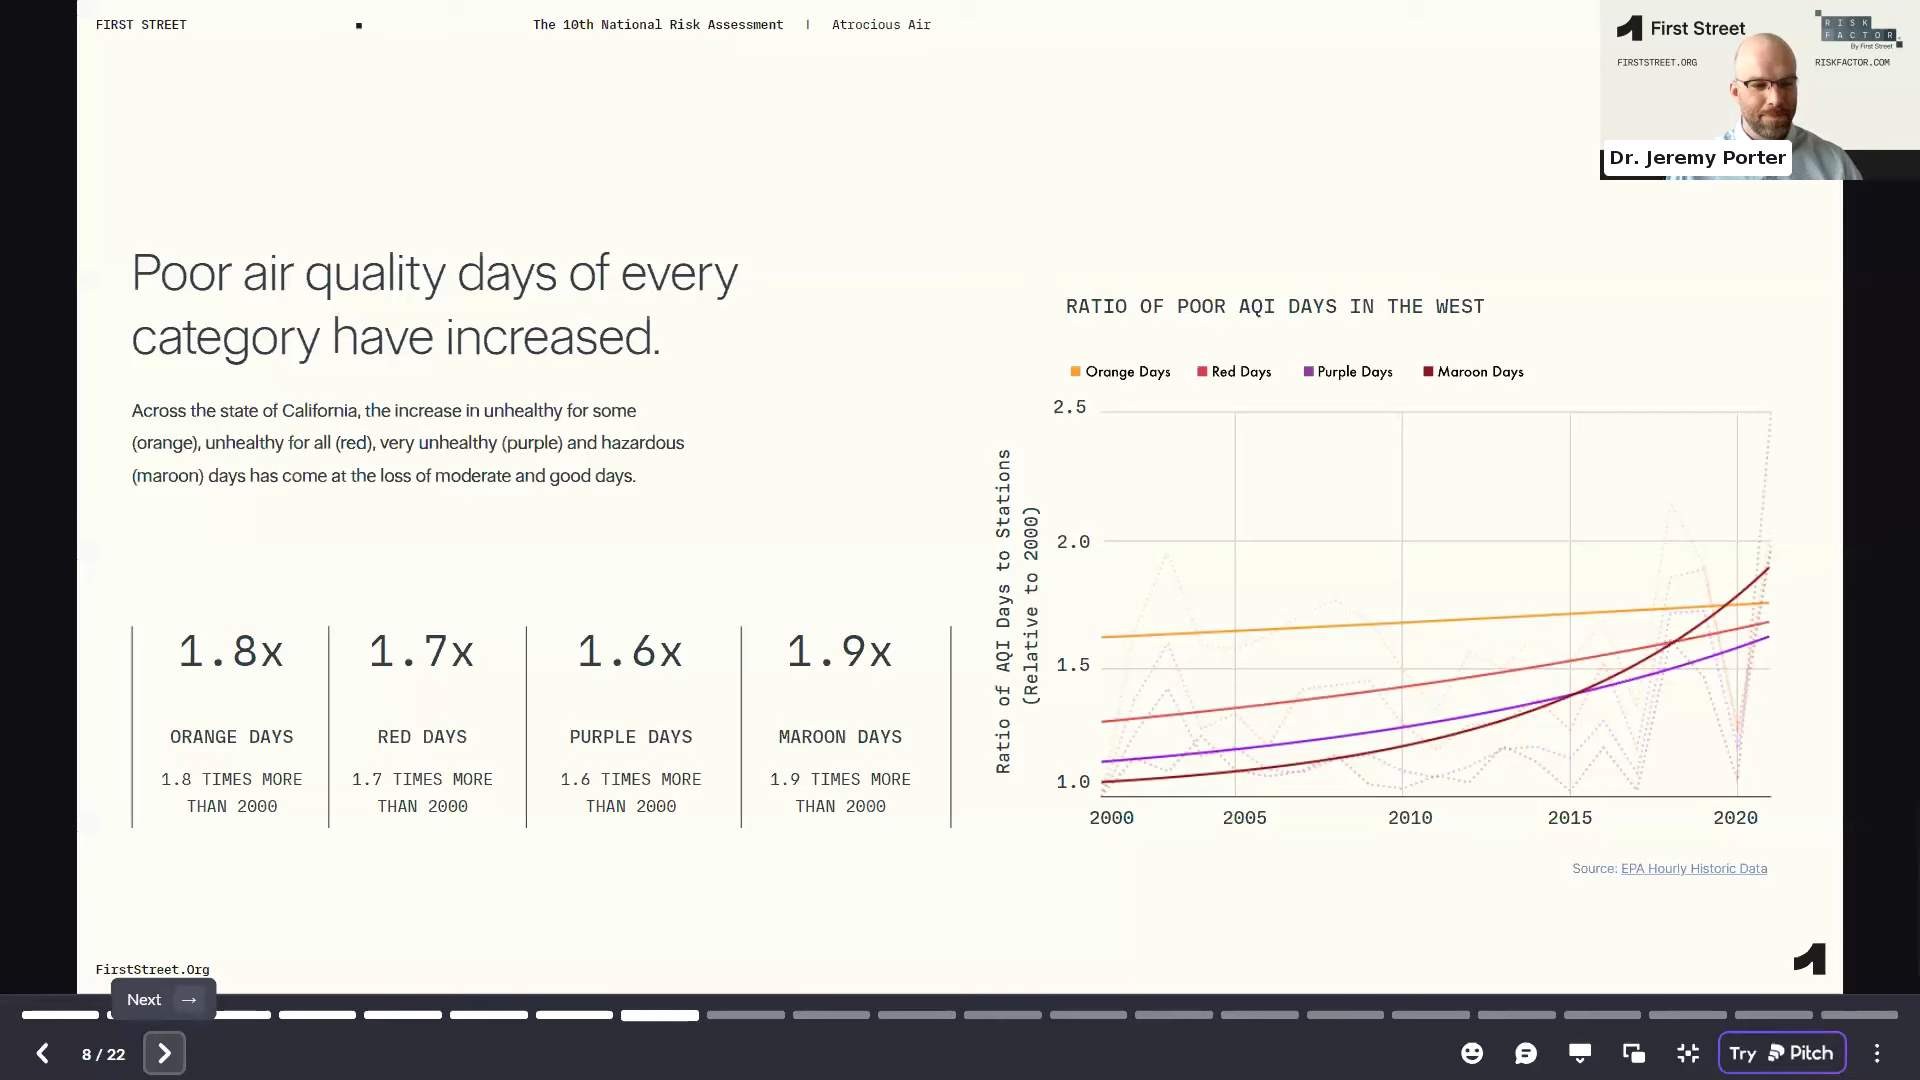 FIRST STREET
The 10th National Risk Assessment | Atrocious Air
First Street
FIRSTSTREET.ORG
RISK
FACTOR
By First Street
RISKFACTOR.COM
Dr. Jeremy Porter
Poor air quality days of every
category have increased.
Across the state of California, the increase in unhealthy for some
(orange), unhealthy for all (red), very unhealthy (purple) and hazardous
(maroon) days has come at the loss of moderate and good days.
1.8x
ORANGE DAYS
1.8 TIMES MORE
THAN 2000
1.7x
RED DAYS
1.7 TIMES MORE
THAN 2000
1.6x
PURPLE DAYS
1.6 TIMES MORE
THAN 2000
1.9x
MAROON DAYS
1.9 TIMES MORE
THAN 2000
RATIO OF POOR AQI DAYS IN THE WEST
Orange Days Red Days Purple Days Maroon Days
Ratio of AQI Days to Stations
(Relative to 2000)
2.5
2.0
1.5
1.0
2000 2005 2010 2015 2020
Source: EPA Hourly Historic Data
FirstStreet.Org
Next →
8 / 22
Try Pitch